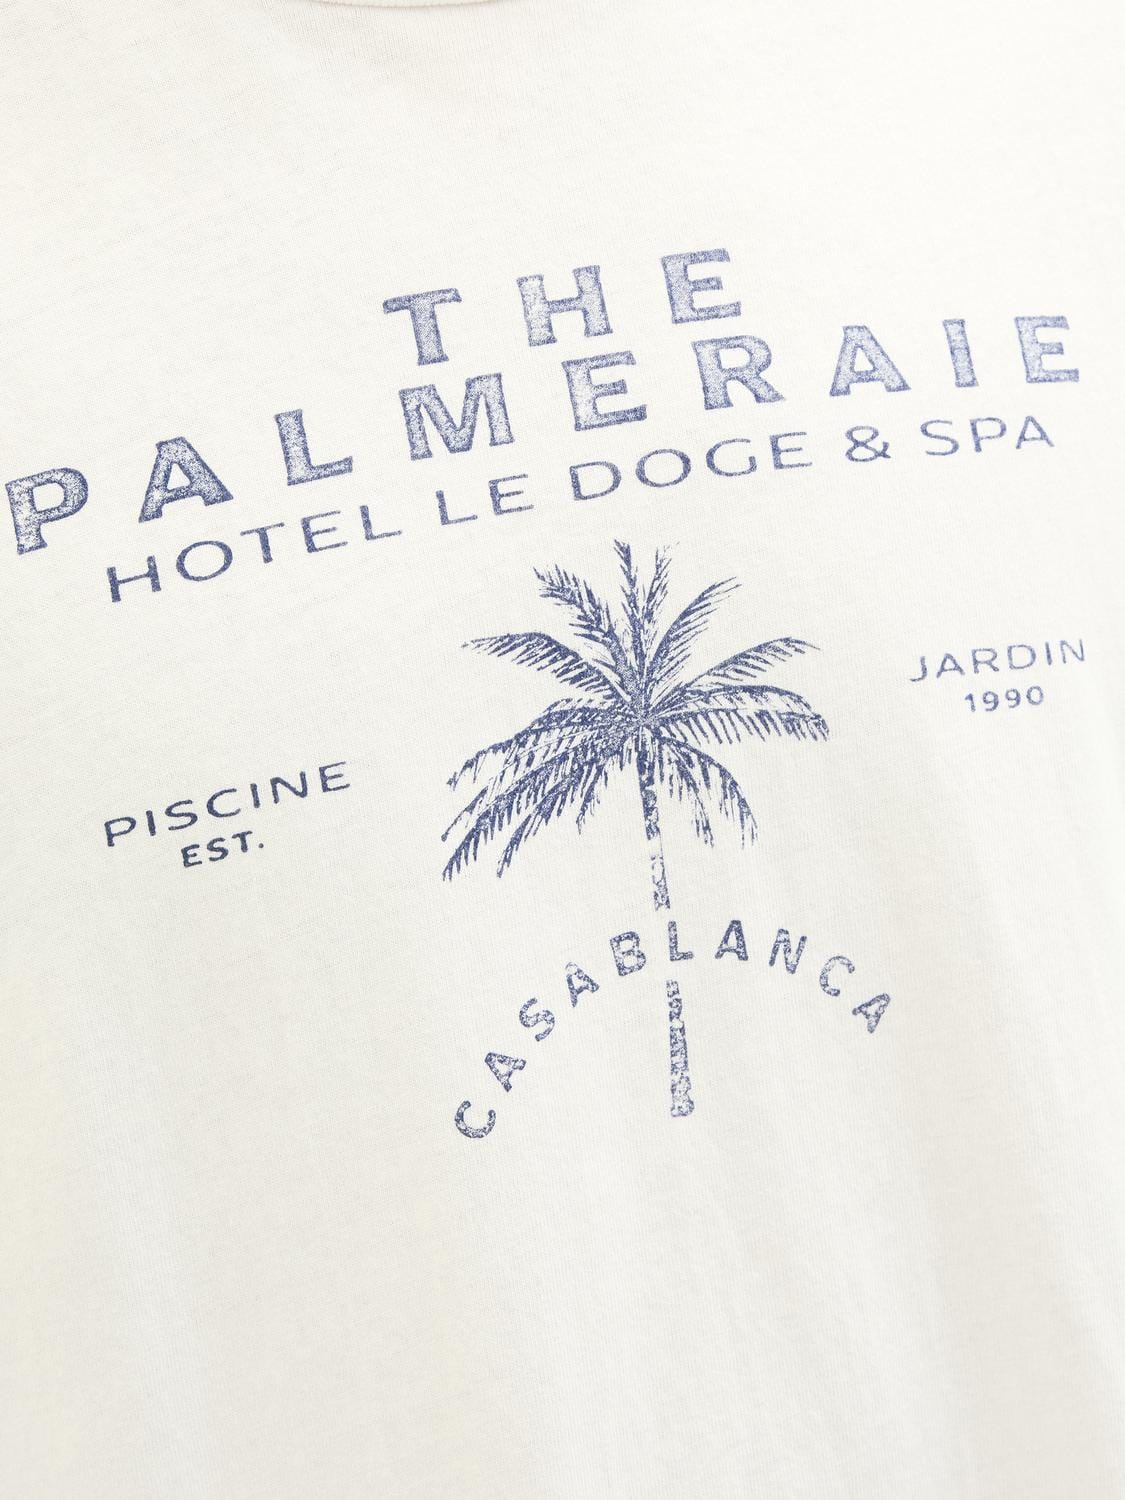 THE
PALMERAIE
HOTEL LE DOGE & SPA
PISCINE
EST.
JARDIN
1990
CASABLANCA